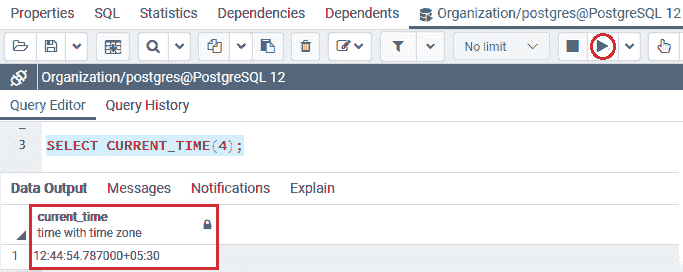 Properties SQL Statistics Dependencies Dependents Organization/postgres@PostgreSQL 12
No limit
Organization/postgres@PostgreSQL 12
Query Editor Query History
3 SELECT CURRENT_TIME(4);
Data Output Messages Notifications Explain
current_time
time with time zone
1 12:44:54.787000+05:30